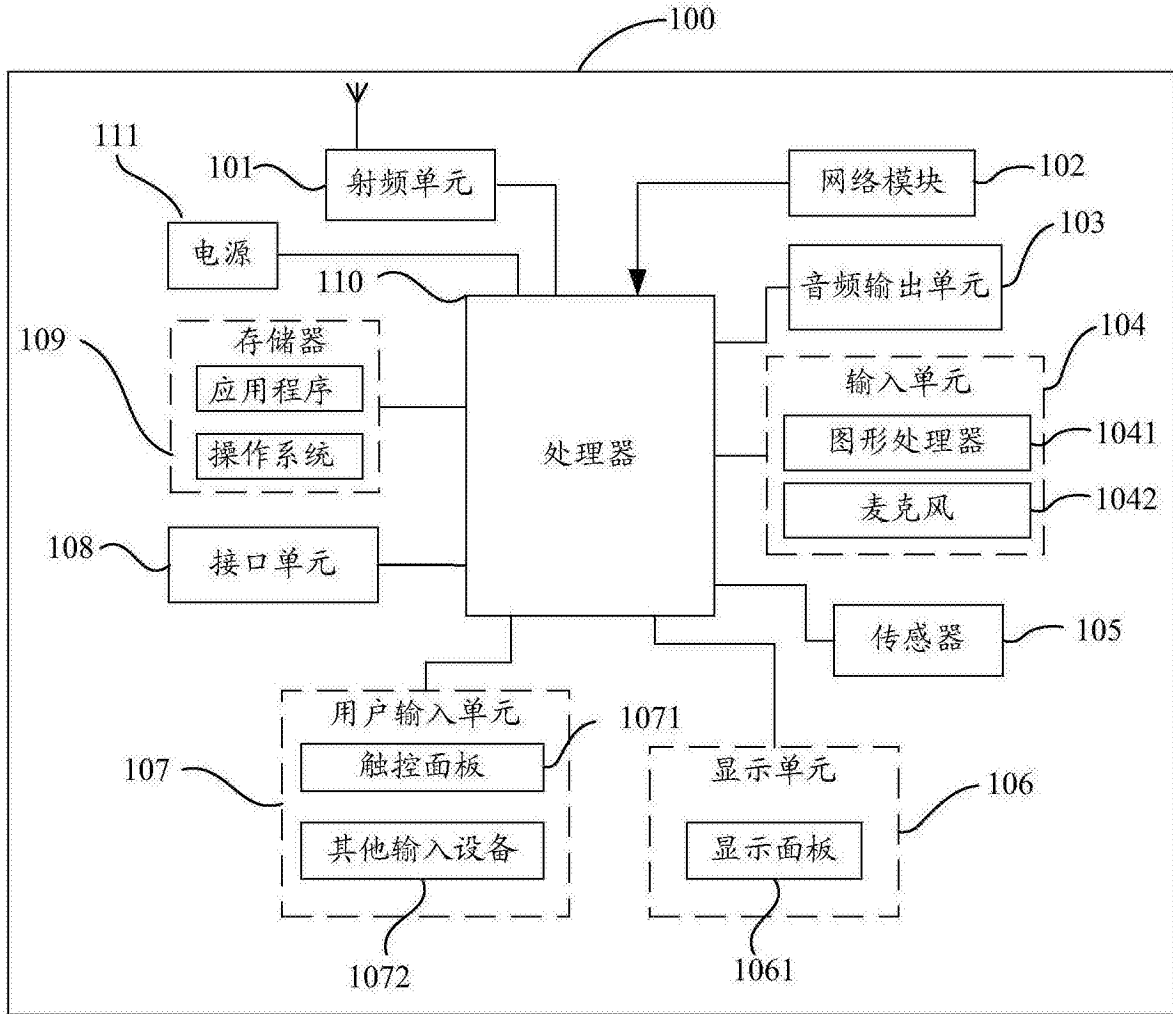 100
111
101
射频单元
网络模块
102
电源
110
音频输出单元
103
109
存储器
应用程序
操作系统
处理器
输入单元
104
图形处理器
1041
麦克风
1042
108
接口单元
传感器
105
用户输入单元
1071
107
触控面板
其他输入设备
1072
显示单元
106
显示面板
1061